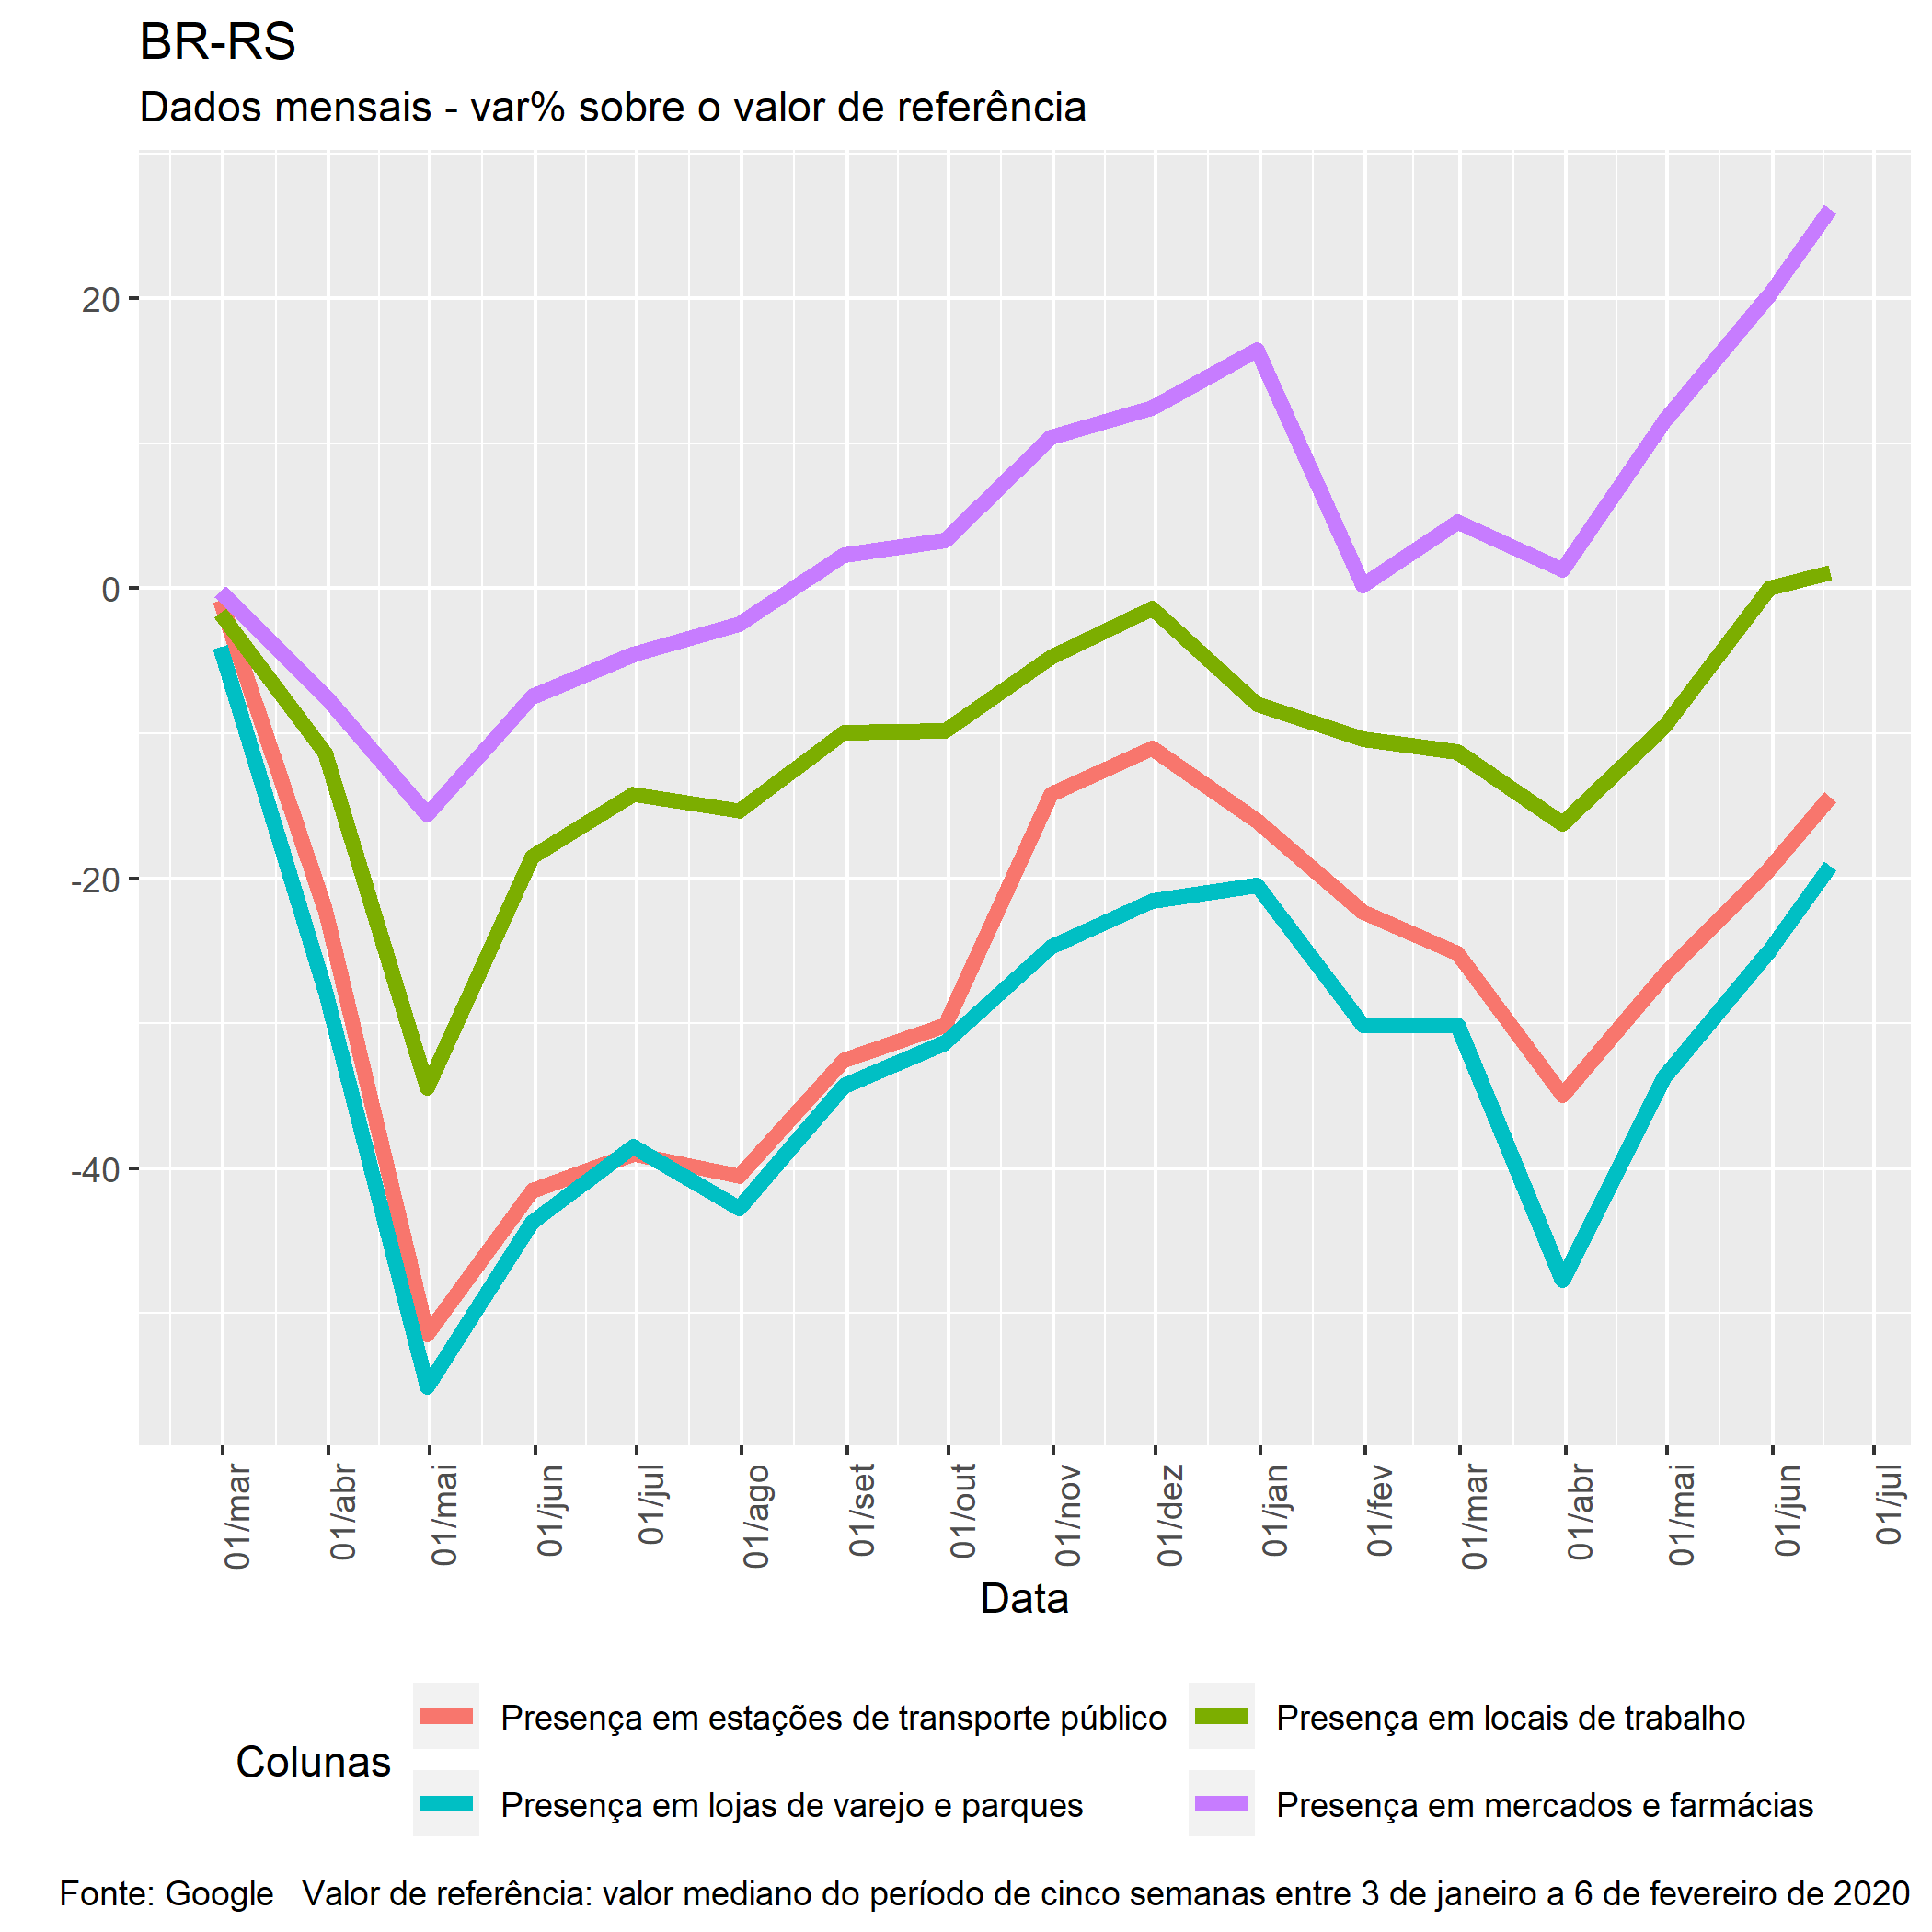 BR-RS
Dados mensais - var% sobre o valor de referência
20
0
-20
-40
01/mar
01/abr
01/mai
01/jun
01/jul
01/ago
01/set
01/out
01/nov
01/dez
01/jan
01/fev
01/mar
01/abr
01/mai
01/jun
01/jul
Data
Colunas
Presença em estações de transporte público
Presença em locais de trabalho
Presença em lojas de varejo e parques
Presença em mercados e farmácias
Fonte: Google   Valor de referência: valor mediano do período de cinco semanas entre 3 de janeiro a 6 de fevereiro de 2020